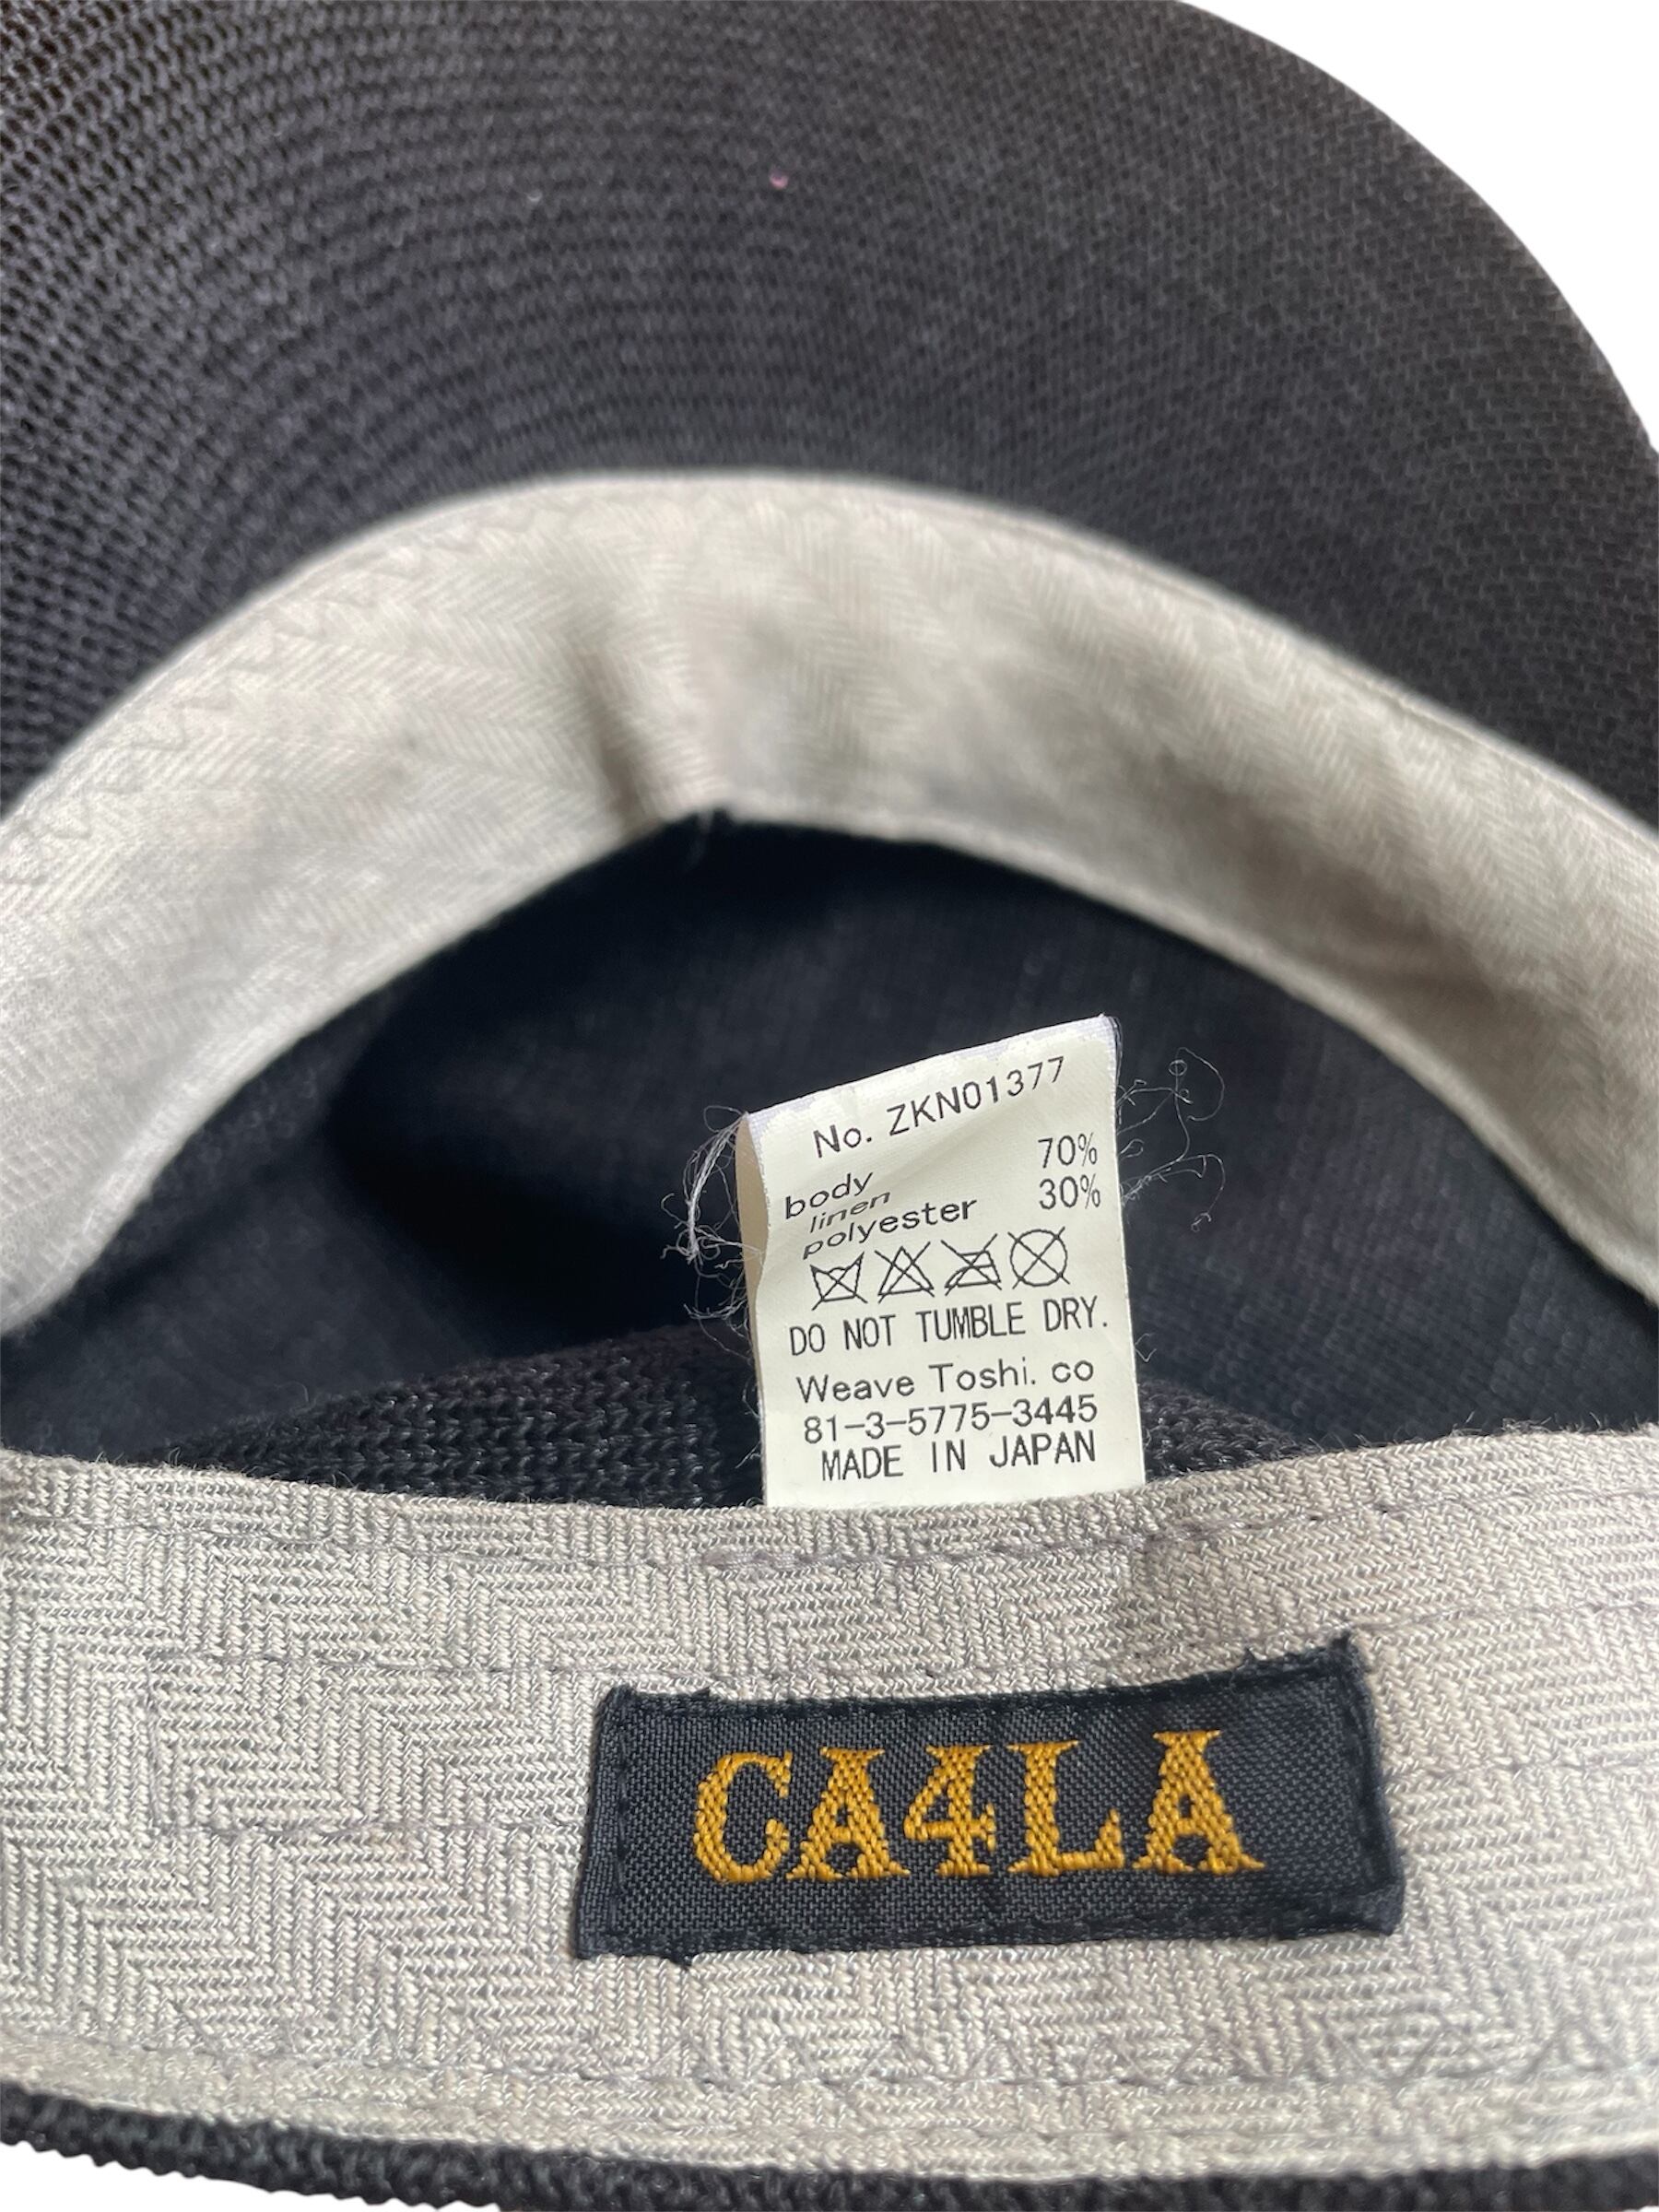 No. ZKN01377
body
linen 70%
polyester 30%
DO NOT TUMBLE DRY.
Weave Toshi. co
81-3-5775-3445
MADE IN JAPAN
CA4LA